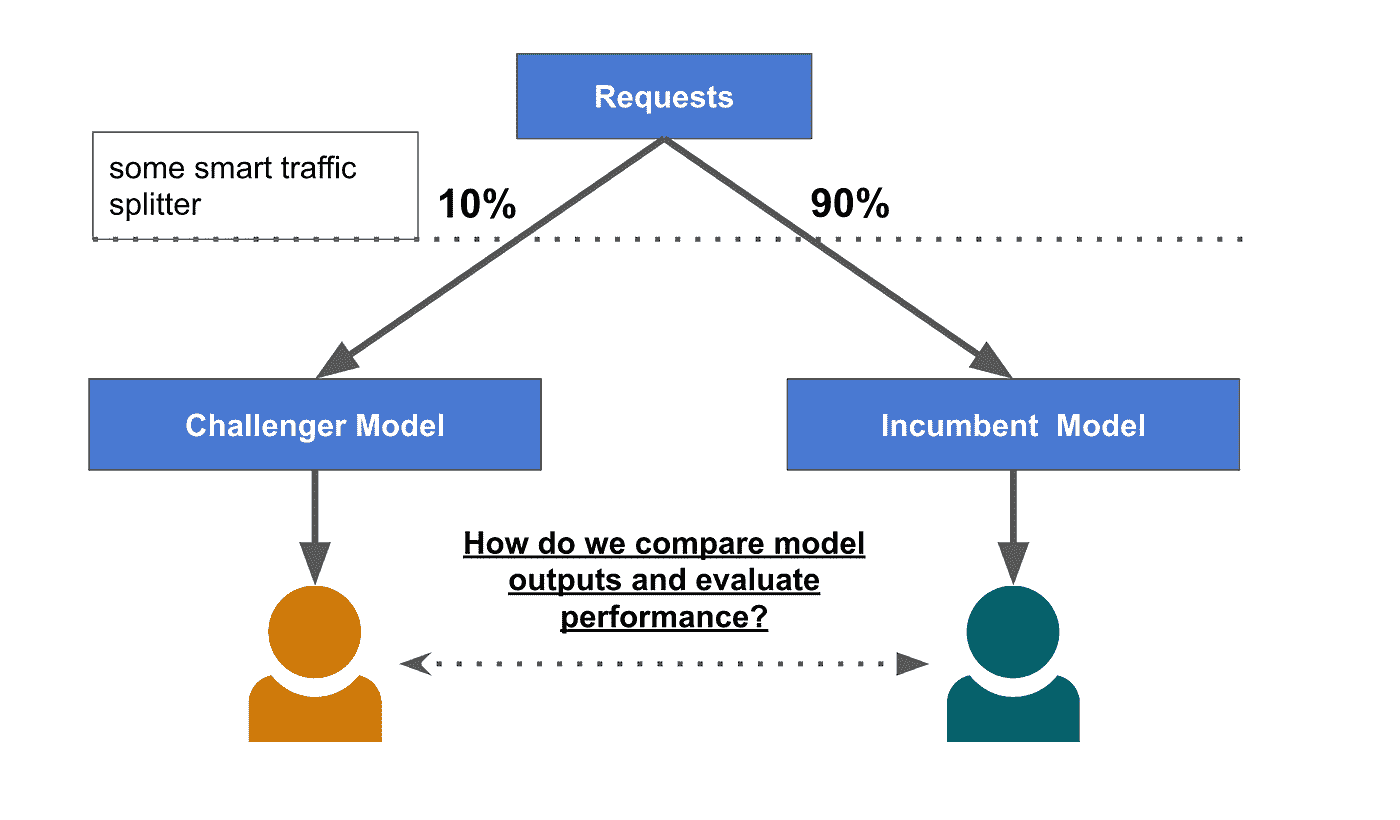 Requests
some smart traffic
splitter
10%
90%
Challenger Model
Incumbent  Model
How do we compare model
outputs and evaluate
performance?